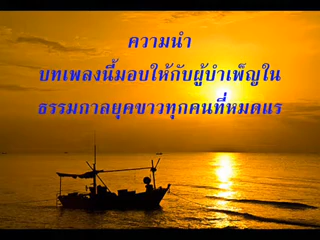 ความนำ
บทเพลงนี้มอบให้กับผู้บำเพ็ญใน
ธรรมกาลยุคขาวทุกคนที่หมดแร